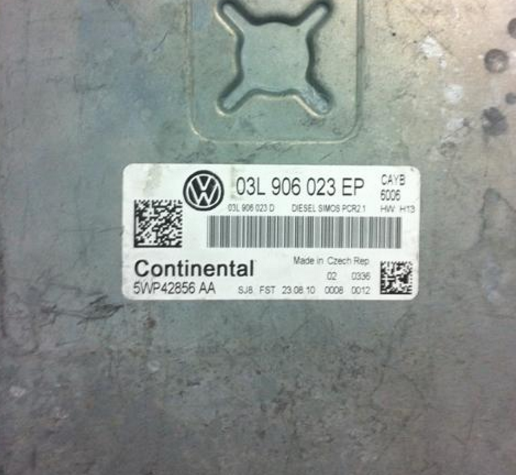 03L 906 023 EP CAYB
03L 906 023 D DIESEL SIMOS PCR2.1 6006
HW H13
Made in Czech Rep.
Continental 02 0336
5WP42856 AA SJ8 FST 23.08.10 0008 0012